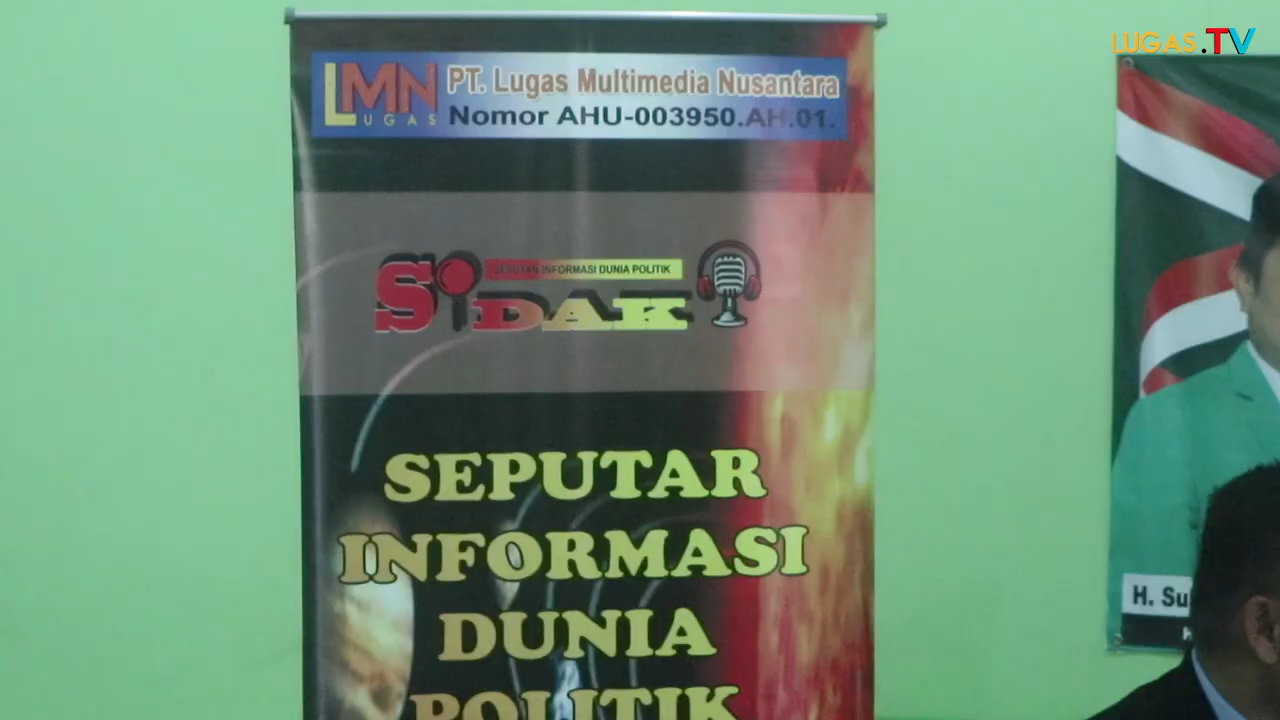 LUGAS.TV
LMN
UGAS
PT. Lugas Multimedia Nusantara
Nomor AHU-003950.AH.01.
SEPUTAR INFORMASI DUNIA POLITIK
SiDAK
SEPUTAR
INFORMASI
DUNIA
POLITIK
H. Su